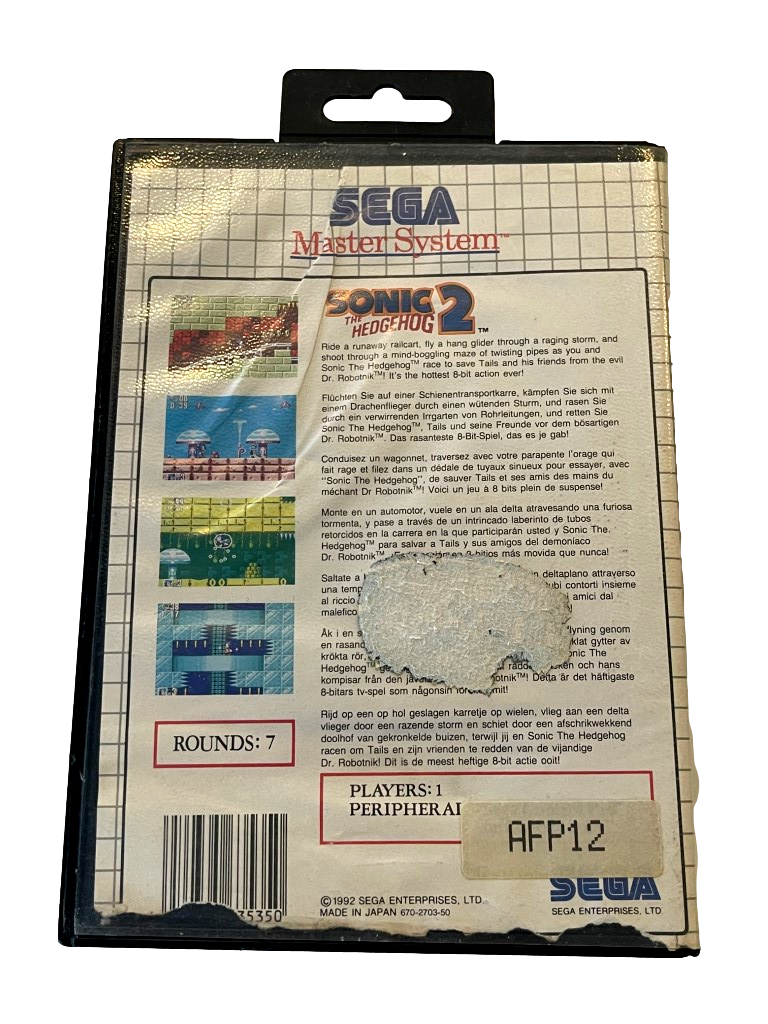 SEGA
Master System™
SONIC 2
THE
HEDGEHOG ™
Ride a runaway railcart, fly a hang glider through a raging storm, and
shoot through a mind-boggling maze of twisting pipes as you and
Sonic The Hedgehog™ race to save Tails and his friends from the evil
Dr. Robotnik™! It's the hottest 8-bit action ever!
Flüchten Sie auf einer Schienentransportkarre, kämpfen Sie sich mit
einem Drachenflieger durch einen wütenden Sturm, und rasen Sie
durch ein verwirrenden Irrgarten von Rohrleitungen, und retten Sie
Sonic The Hedgehog™, Tails und seine Freunde vor dem bösartigen
Dr. Robotnik™. Das rasanteste 8-Bit-Spiel, das es je gab!
Conduisez un wagonnet, traversez avec votre parapente l'orage qui
fait rage et filez dans un dédale de tuyaux sinueux pour essayer, avec
"Sonic The Hedgehog", de sauver Tails et ses amis des mains du
méchant Dr Robotnik™! Voici un jeu à 8 bits plein de suspense!
Monte en un automotor, vuele en un ala delta atravesando una furiosa
tormenta, y pase a través de un intrincado laberinto de tubos
retorcidos en la carrera en la que participarán usted y Sonic The.
Hedgehog™ para salvar a Tails y sus amigos del demoníaco
Dr. Robotnik™. más movida que nunca!
Saltate a deltaplano attraverso
una contorti insieme
al riccio amici dal
malefico
Åk i en flyning genom
en gytter av
krökta rör, The
Hedgehog™ och hans
kompisar från den Detta är det häftigaste
8-bitars tv-spel som någonsin
Rijd op een op hol geslagen karretje op wielen, vlieg aan een delta
vlieger door een razende storm en schiet door een afschrikwekkend
doolhof van gekronkelde buizen, terwijl jij en Sonic The Hedgehog
racen om Tails en zijn vrienden te redden van de vijandige
Dr. Robotnik! Dit is de meest heftige 8-bit actie ooit!
ROUNDS: 7
PLAYERS: 1
AFP12
35350
©1992 SEGA ENTERPRISES, LTD.
MADE IN JAPAN 670-2703-50
SEGA
SEGA ENTERPRISES, LTD